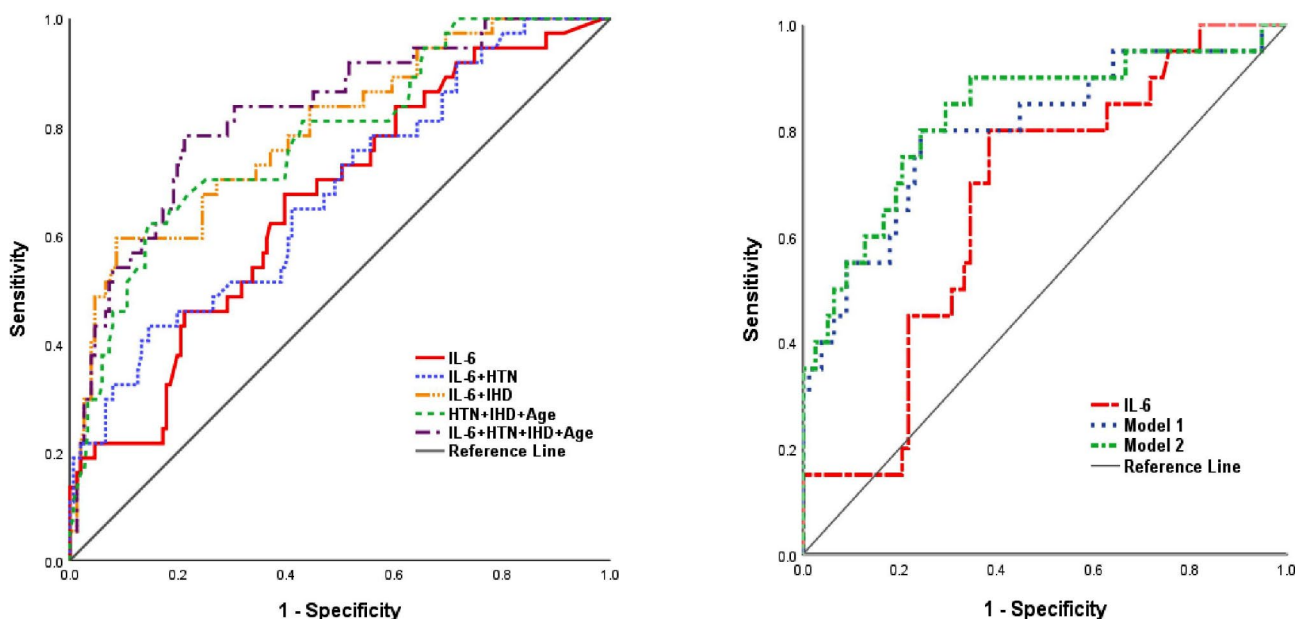 1.0
0.8
0.6
0.4
0.2
0.0
Sensitivity
0.0 0.2 0.4 0.6 0.8 1.0
1 - Specificity
IL-6
IL-6+HTN
IL-6+IHD
HTN+IHD+Age
IL-6+HTN+IHD+Age
Reference Line
1.0
0.8
0.6
0.4
0.2
0.0
Sensitivity
0.0 0.2 0.4 0.6 0.8 1.0
1 - Specificity
IL-6
Model 1
Model 2
Reference Line